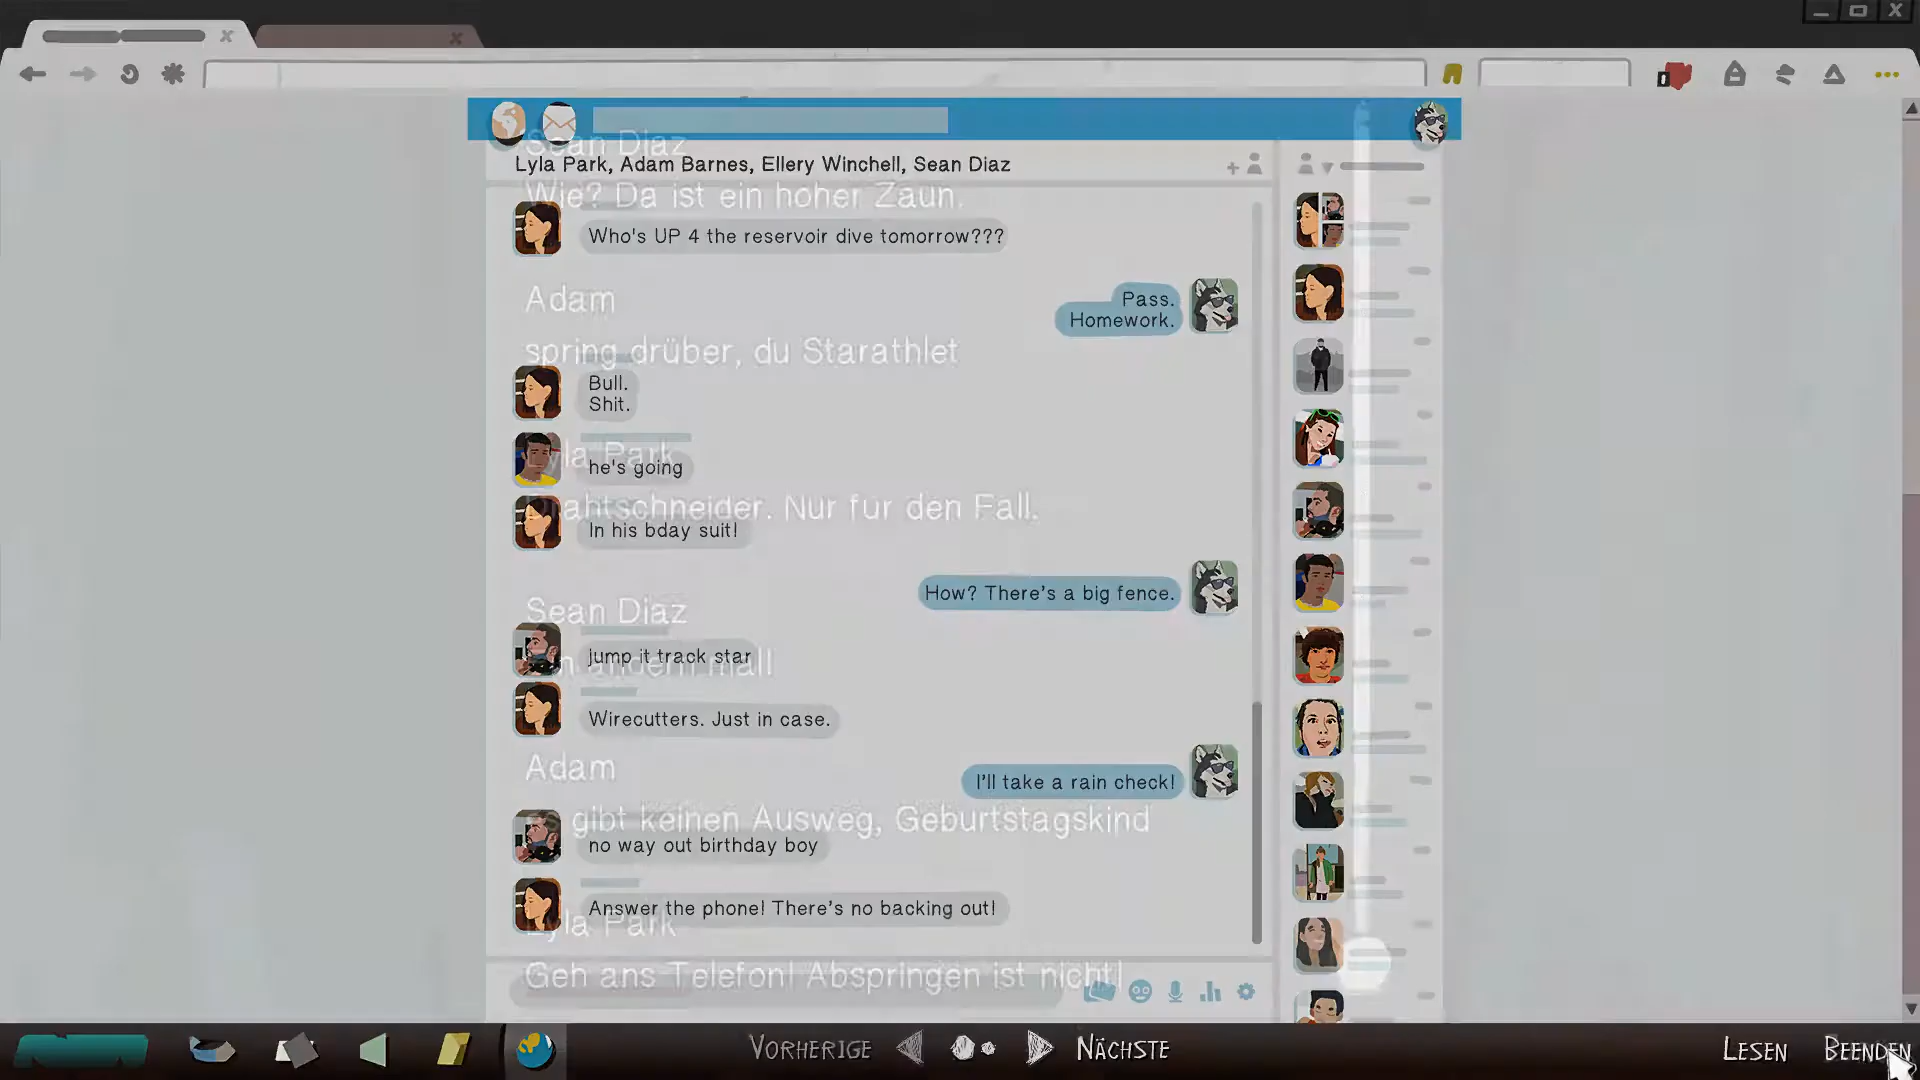 Sean Diaz
Lyla Park, Adam Barnes, Ellery Winchell, Sean Diaz
Wie? Da ist ein hoher Zaun.
Who's UP 4 the reservoir dive tomorrow???
Adam
Pass.
Homework.
spring drüber, du Starathlet
Bull.
Shit.
Lyla Park
he's going
Drahtschneider. Nur für den Fall.
In his bday suit!
How? There's a big fence.
Sean Diaz
jump it track star
andern mall
Wirecutters. Just in case.
Adam
I'll take a rain check!
gibt keinen Ausweg, Geburtstagskind
no way out birthday boy
Answer the phone! There's no backing out!
Lyla Park
Geh ans Telefon! Abspringen ist nicht!
VORHERIGE
NÄCHSTE
LESEN
BEENDEN